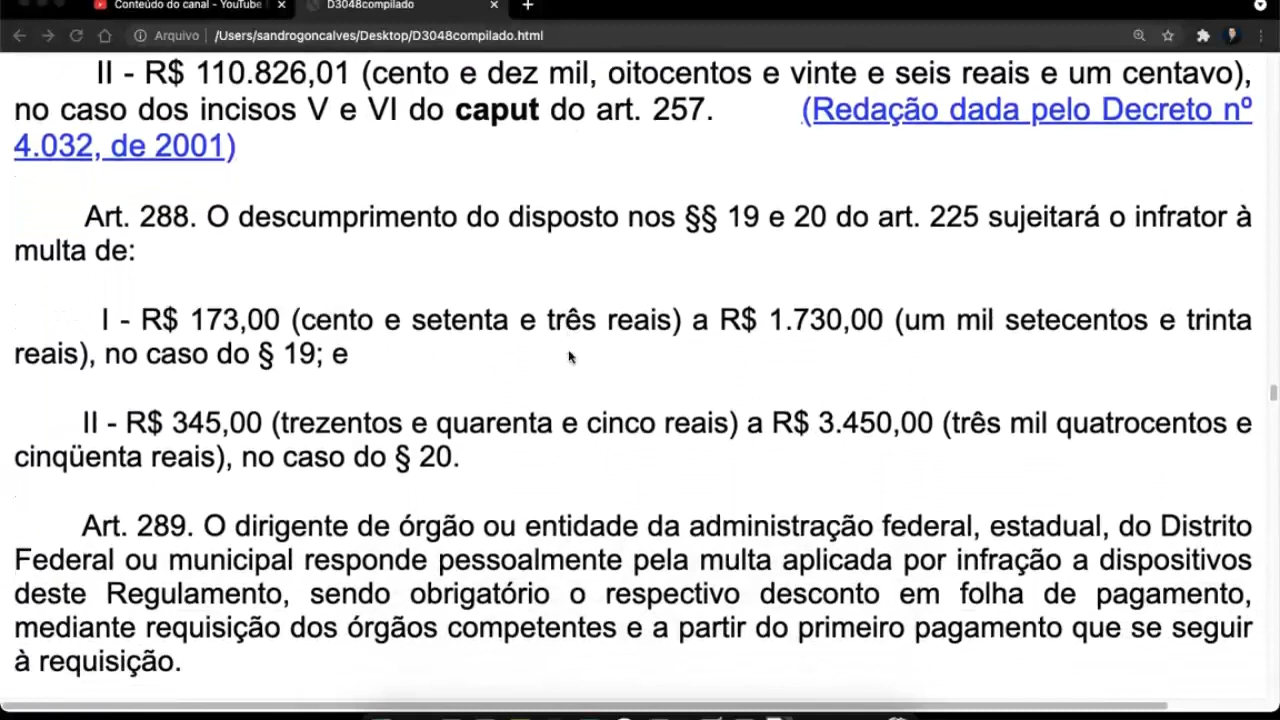 Conteúdo do canal - YouTube
D3048compilado
Arquivo | /Users/sandrogoncalves/Desktop/D3048compilado.html
II - R$ 110.826,01 (cento e dez mil, oitocentos e vinte e seis reais e um centavo),
no caso dos incisos V e VI do caput do art. 257. (Redação dada pelo Decreto nº
4.032, de 2001)
Art. 288. O descumprimento do disposto nos §§ 19 e 20 do art. 225 sujeitará o infrator à
multa de:
I - R$ 173,00 (cento e setenta e três reais) a R$ 1.730,00 (um mil setecentos e trinta
reais), no caso do § 19; e
II - R$ 345,00 (trezentos e quarenta e cinco reais) a R$ 3.450,00 (três mil quatrocentos e
cinqüenta reais), no caso do § 20.
Art. 289. O dirigente de órgão ou entidade da administração federal, estadual, do Distrito
Federal ou municipal responde pessoalmente pela multa aplicada por infração a dispositivos
deste Regulamento, sendo obrigatório o respectivo desconto em folha de pagamento,
mediante requisição dos órgãos competentes e a partir do primeiro pagamento que se seguir
à requisição.